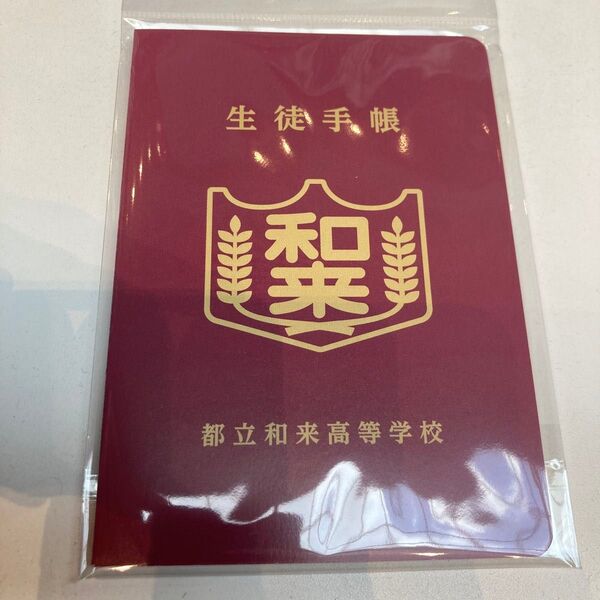 生徒手帳
和
来
都立和来高等学校